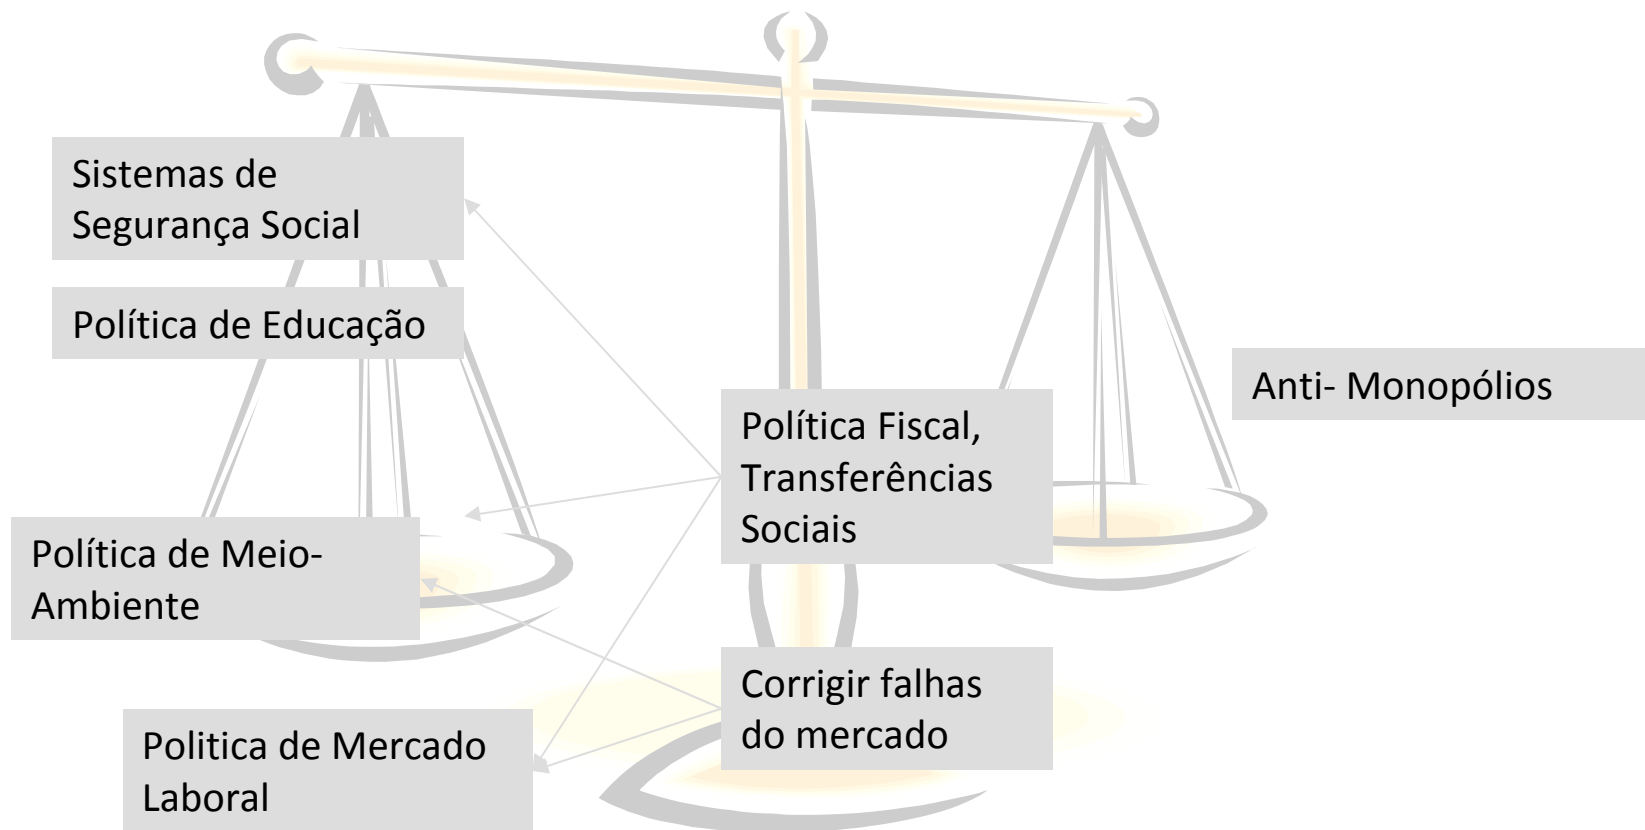 Sistemas de
Segurança Social
Política de Educação
Anti- Monopólios
Política Fiscal,
Transferências
Sociais
Política de Meio-
Ambiente
Corrigir falhas
do mercado
Politica de Mercado
Laboral